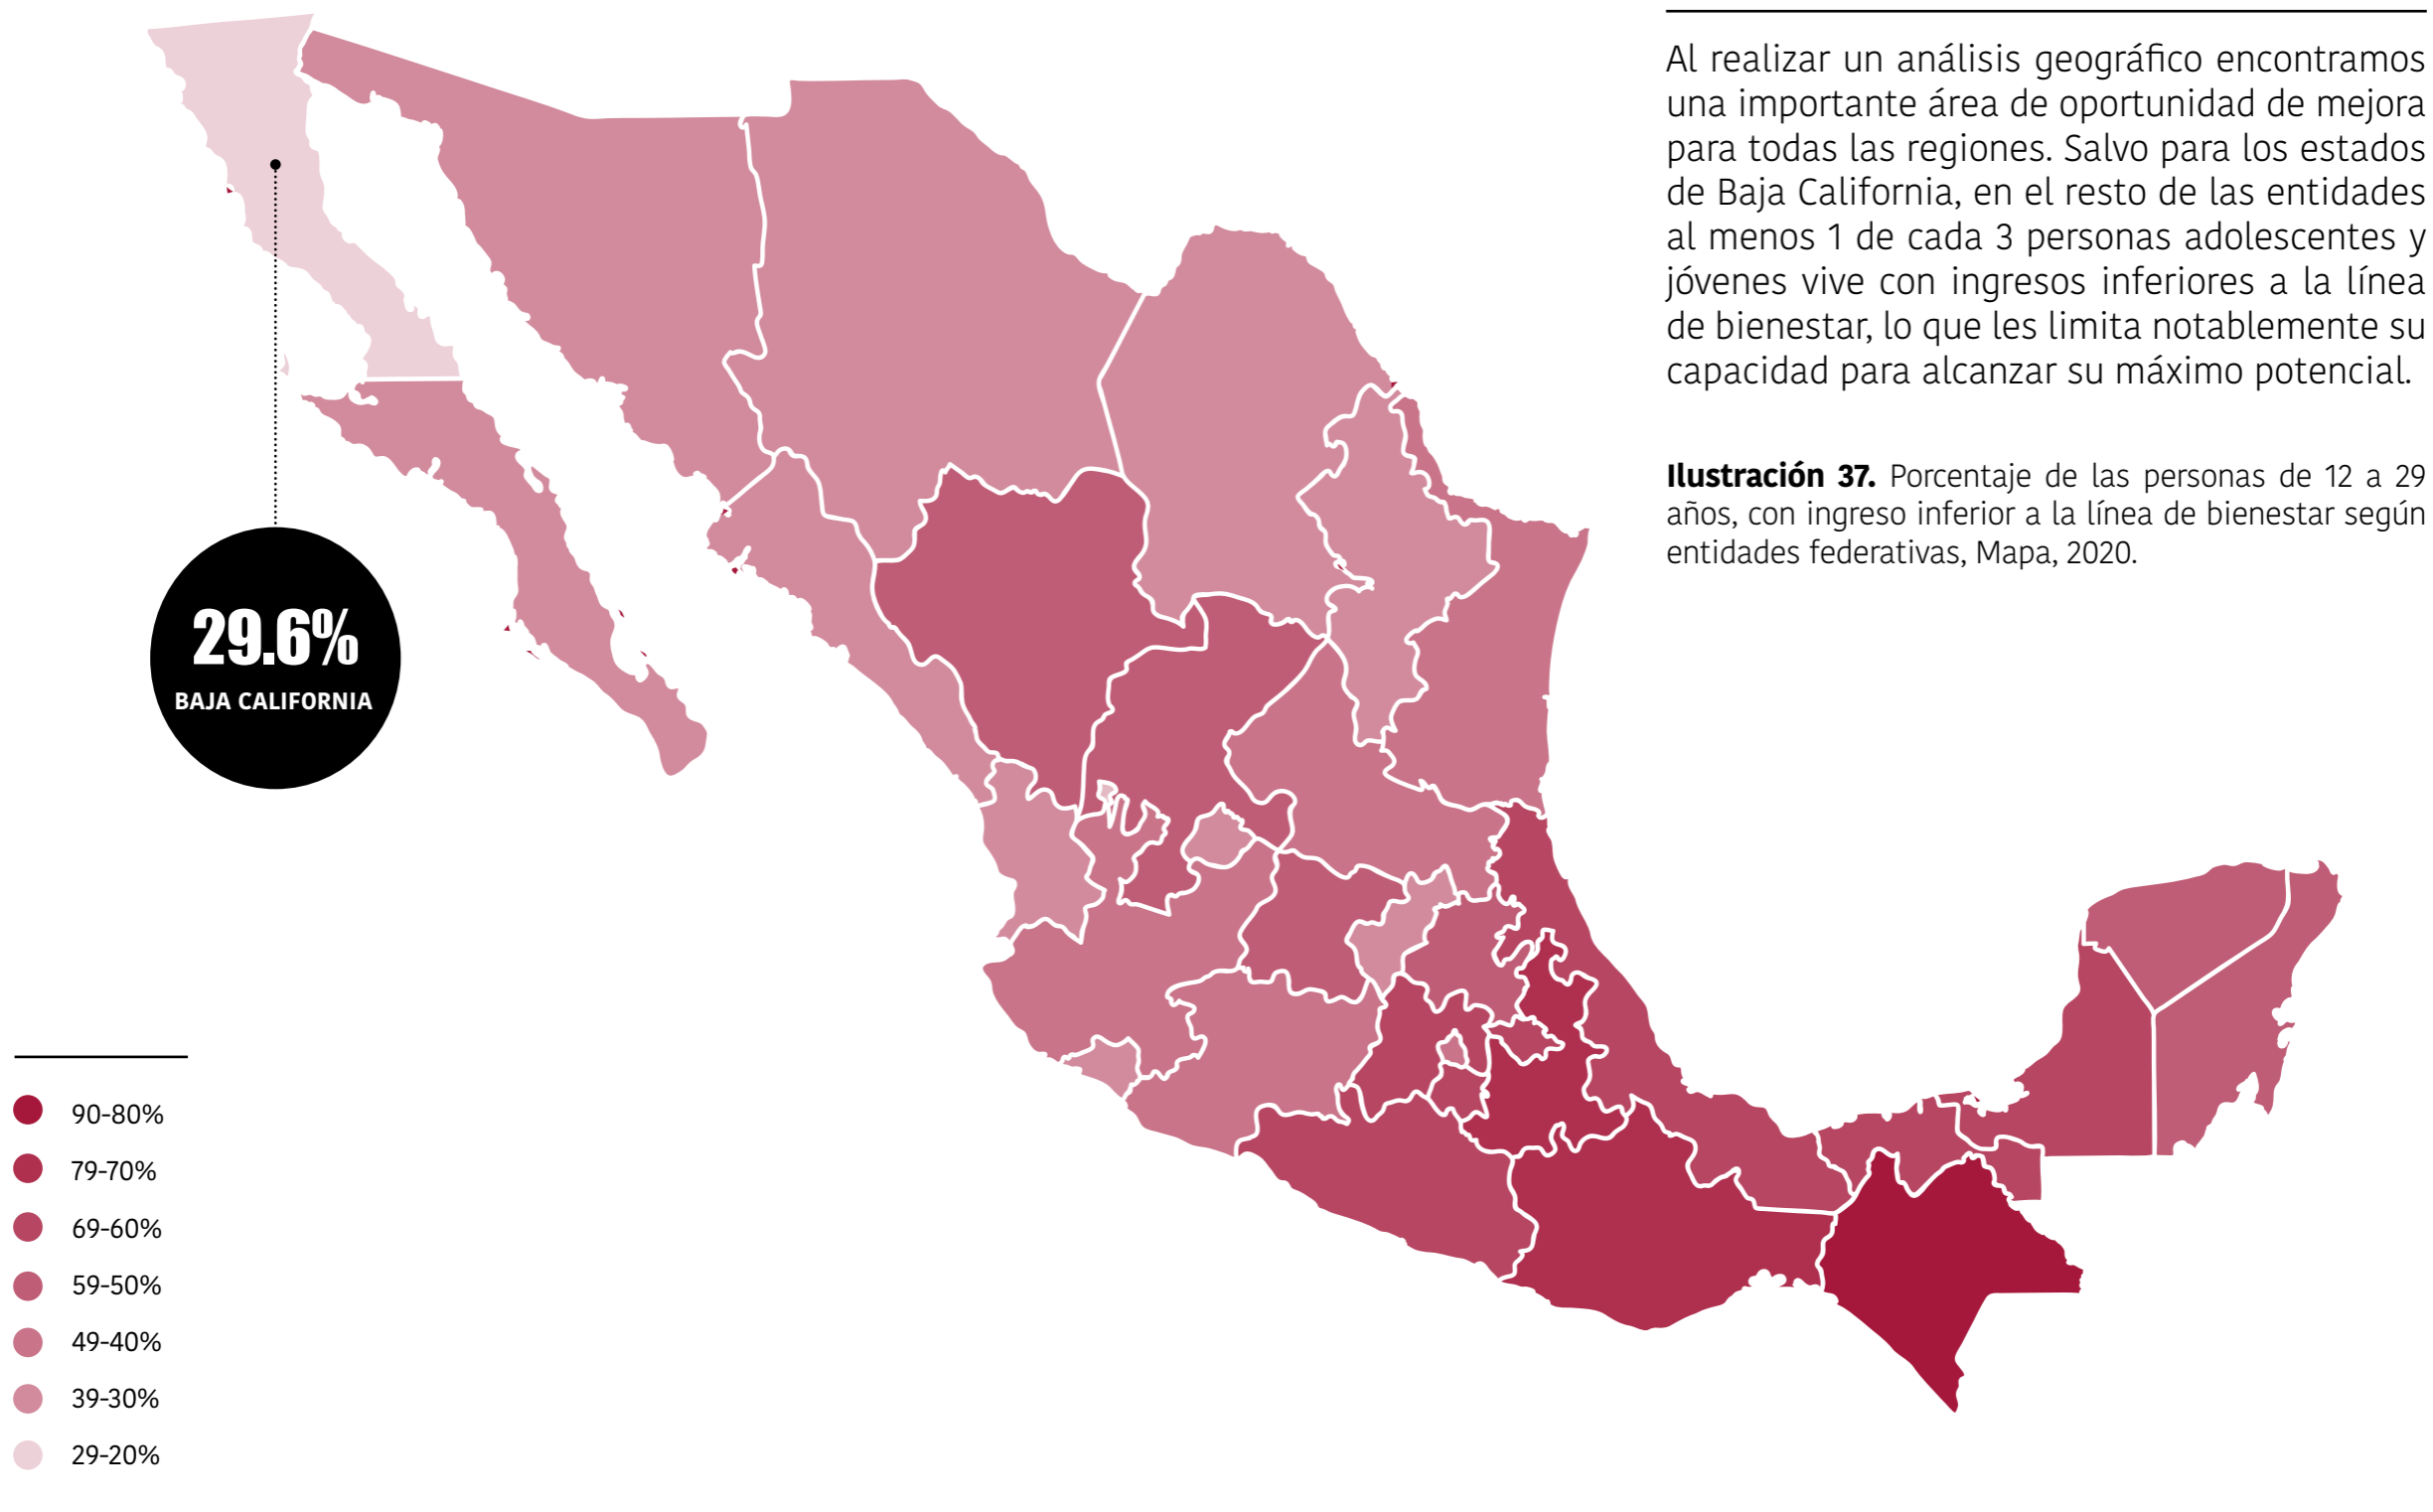 Al realizar un análisis geográfico encontramos
una importante área de oportunidad de mejora
para todas las regiones. Salvo para los estados
de Baja California, en el resto de las entidades
al menos 1 de cada 3 personas adolescentes y
jóvenes vive con ingresos inferiores a la línea
de bienestar, lo que les limita notablemente su
capacidad para alcanzar su máximo potencial.
Ilustración 37. Porcentaje de las personas de 12 a 29
años, con ingreso inferior a la línea de bienestar según
entidades federativas, Mapa, 2020.
29.6%
BAJA CALIFORNIA
90-80%
79-70%
69-60%
59-50%
49-40%
39-30%
29-20%